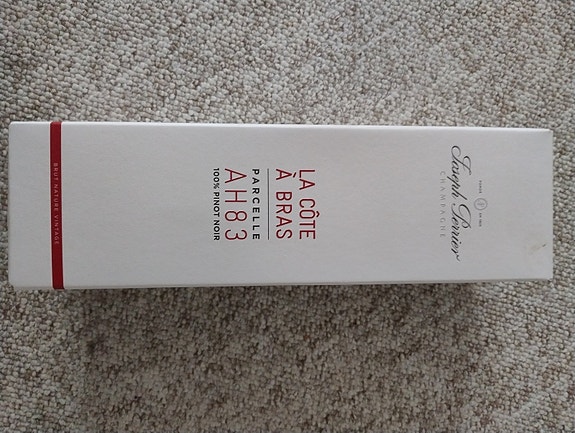 Joseph Perrier
CHAMPAGNE
LA CÔTE
À BRAS
PARCELLE
AH83
100% PINOT NOIR
BRUT NATURE VINTAGE